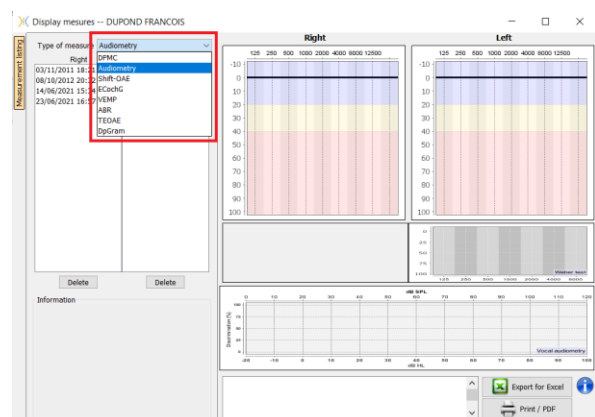 Display mesures -- DUPOND FRANCOIS
Measurement listing
Type of measure Audiometry
DPMC
Audiometry
Shift-OAE
ECochG
VEMP
ABR
TEOAE
DpGram
Right
03/11/2011 18:21
08/10/2012 20:32
14/06/2021 15:14
23/06/2021 16:57
Delete Delete
Information
Right
125 250 500 1000 2000 4000 8000 12500
-10
0
10
20
30
40
50
60
70
80
90
100
Left
125 250 500 1000 2000 4000 8000 12500
-10
0
10
20
30
40
50
60
70
80
90
100
0
25
50
75
100
Weber test
125 250 500 1000 2000 4000 8000
dB SPL
0 10 20 30 40 50 60 70 80 90 100 110 120
Discrimination(%)
100
75
50
25
0
Vocal audiometry
-20 -10 0 10 20 30 40 50 60 70 80 90 100
dB HL
Export for Excel
Print / PDF